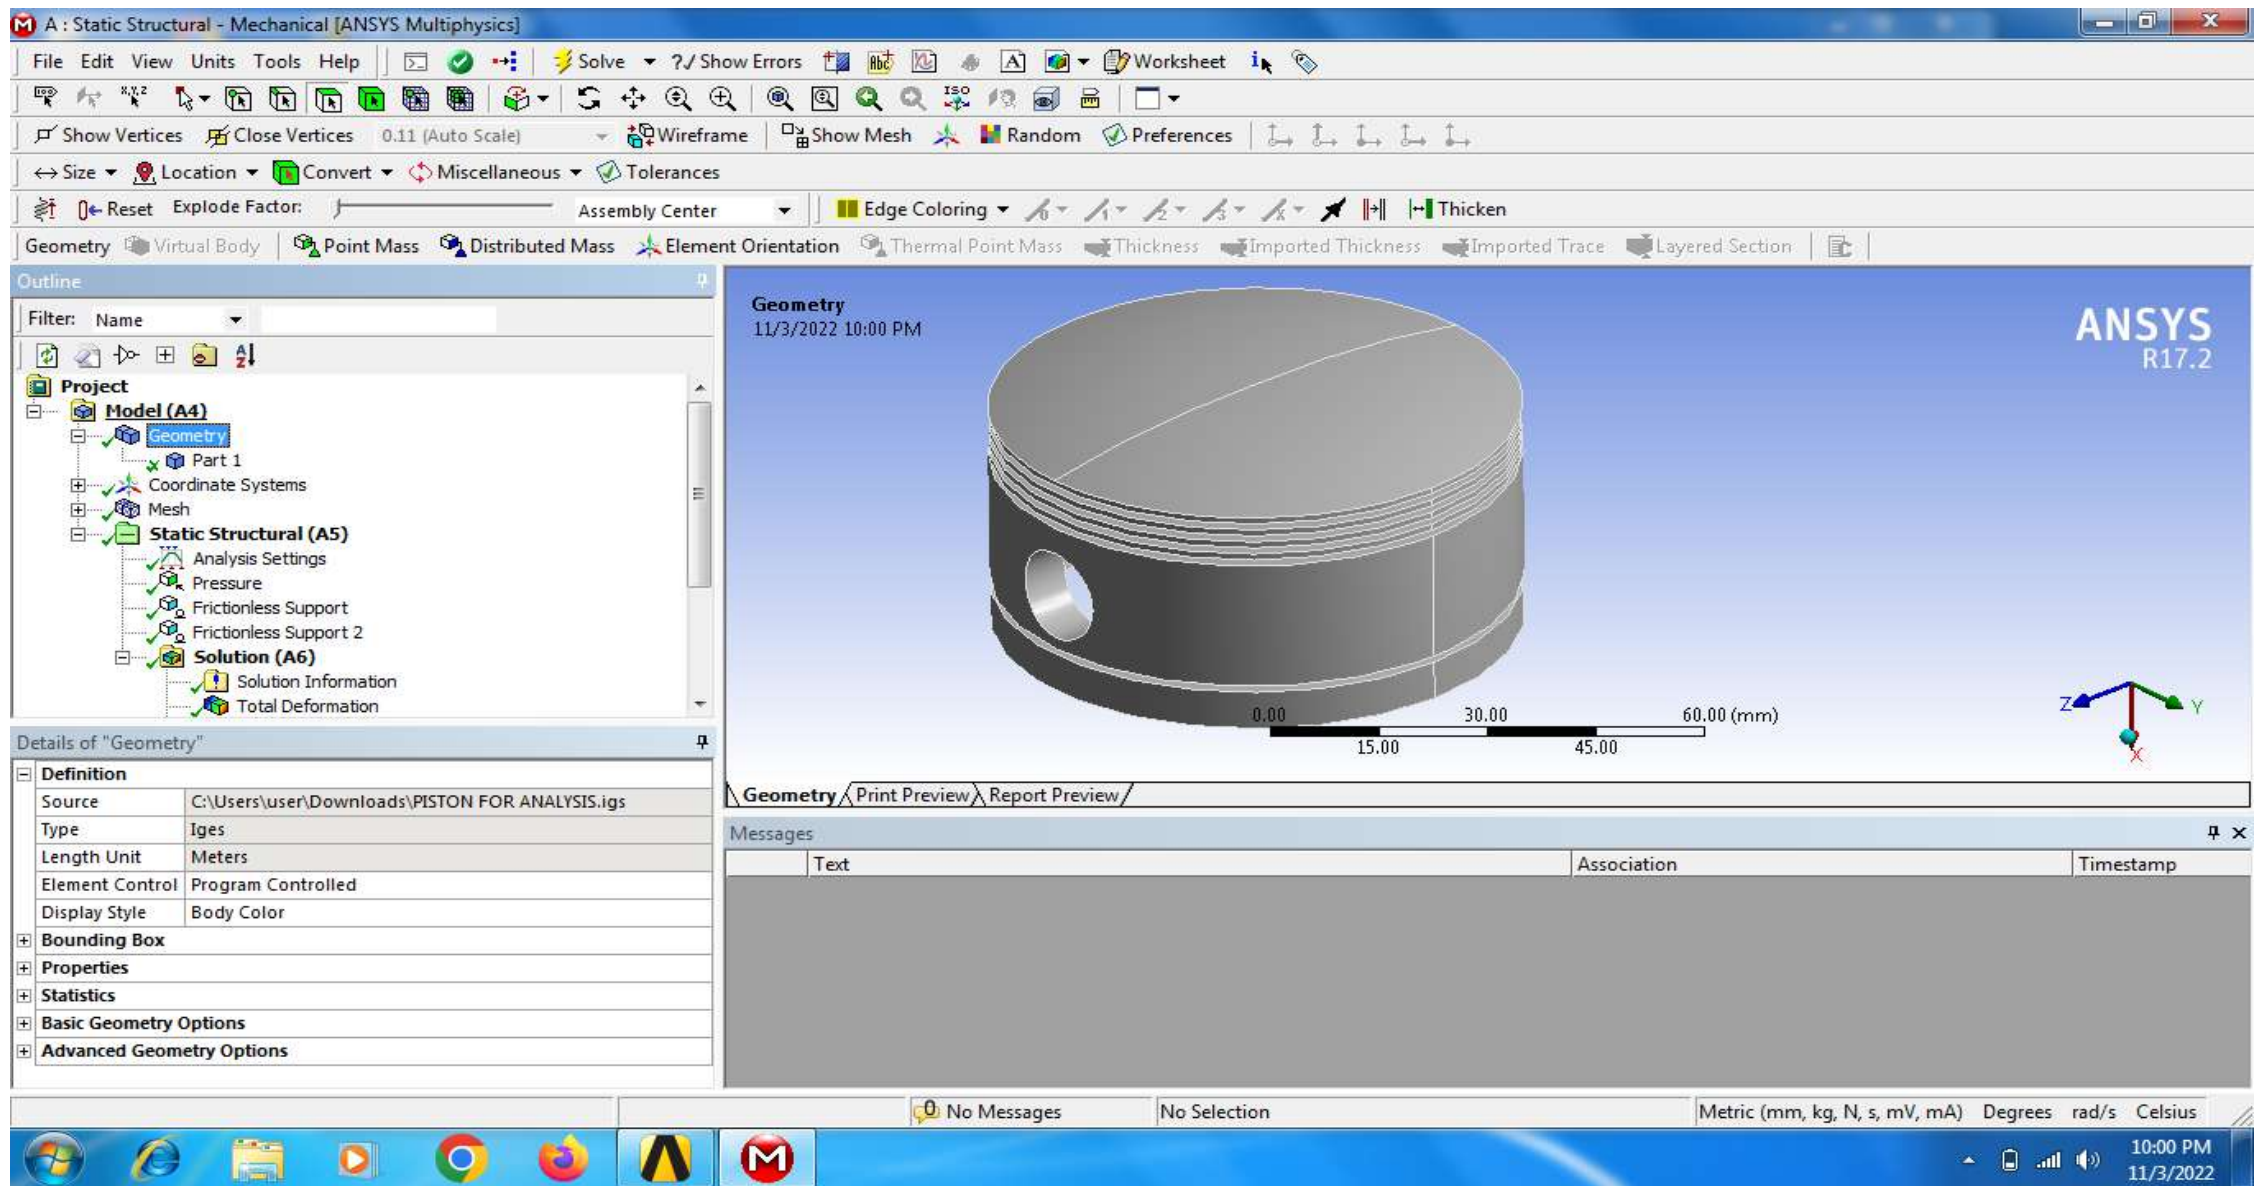 A : Static Structural - Mechanical [ANSYS Multiphysics]
File Edit View Units Tools Help Solve ?/ Show Errors Worksheet
Show Vertices Close Vertices 0.11 (Auto Scale) Wireframe Show Mesh Random Preferences
Size Location Convert Miscellaneous Tolerances
Reset Explode Factor: Assembly Center Edge Coloring Thicken
Geometry Virtual Body Point Mass Distributed Mass Element Orientation Thermal Point Mass Thickness Imported Thickness Imported Trace Layered Section
Outline
Filter: Name
Project
Model (A4)
Geometry
Part 1
Coordinate Systems
Mesh
Static Structural (A5)
Analysis Settings
Pressure
Frictionless Support
Frictionless Support 2
Solution (A6)
Solution Information
Total Deformation
Details of "Geometry"
Definition
Source C:\Users\user\Downloads\PISTON FOR ANALYSIS.igs
Type Iges
Length Unit Meters
Element Control Program Controlled
Display Style Body Color
Bounding Box
Properties
Statistics
Basic Geometry Options
Advanced Geometry Options
Geometry
11/3/2022 10:00 PM
ANSYS
R17.2
0.00 30.00 60.00 (mm)
15.00 45.00
Z Y
X
Geometry Print Preview Report Preview
Messages
Text Association Timestamp
0 No Messages No Selection Metric (mm, kg, N, s, mV, mA) Degrees rad/s Celsius
10:00 PM
11/3/2022